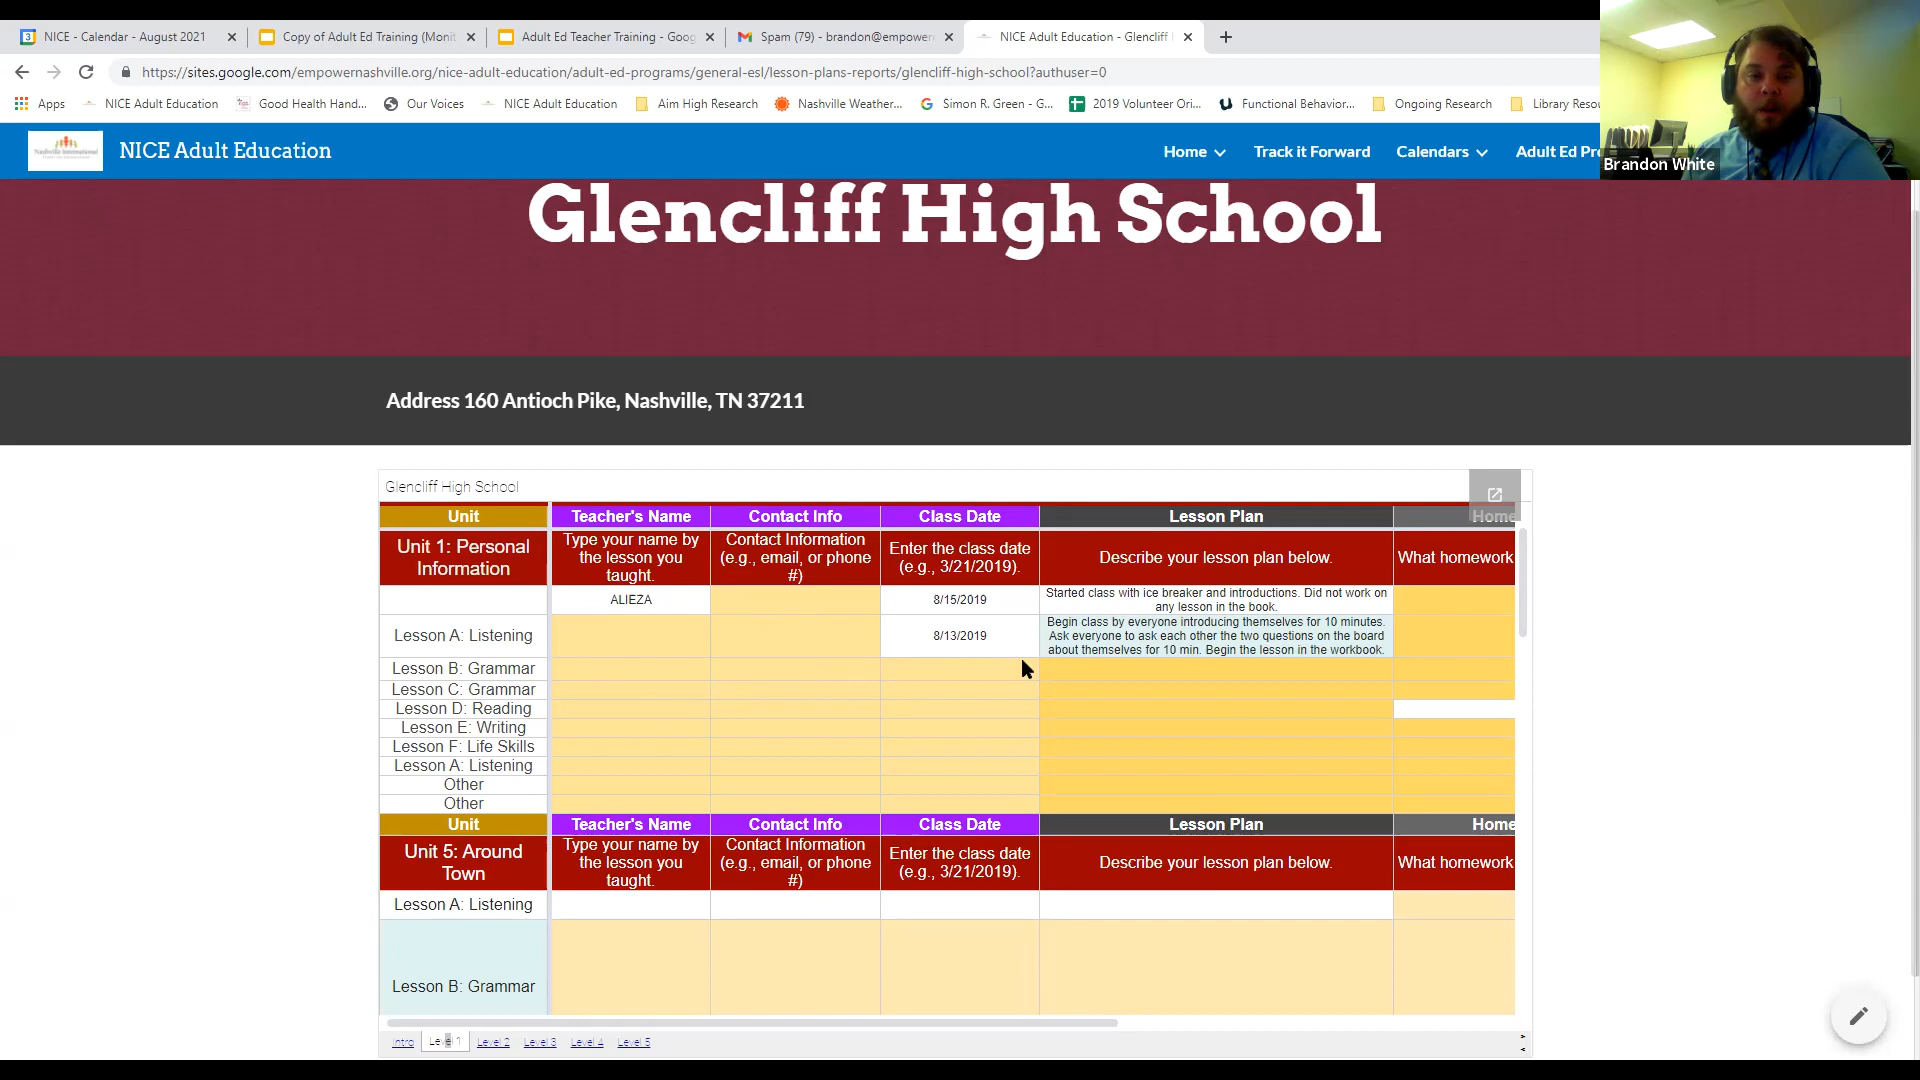 NICE - Calendar - August 2021
Copy of Adult Ed Training (Monit
Adult Ed Teacher Training - Goog
Spam (79) - brandon@empower
NICE Adult Education - Glencliff
https://sites.google.com/empowernashville.org/nice-adult-education/adult-ed-programs/general-esl/lesson-plans-reports/glencliff-high-school?authuser=0
Apps
NICE Adult Education
Good Health Hand...
Our Voices
NICE Adult Education
Aim High Research
Nashville Weather...
Simon R. Green - G...
2019 Volunteer Ori...
Functional Behavior...
Ongoing Research
Library Resou
Brandon White
Nashville International
NICE Adult Education
Home
Track it Forward
Calendars
Adult Ed Pro
Glencliff High School
Address 160 Antioch Pike, Nashville, TN 37211
Glencliff High School
Unit
Teacher's Name
Contact Info
Class Date
Lesson Plan
Home
Unit 1: Personal
Information
Type your name by
the lesson you
taught.
Contact Information
(e.g., email, or phone
#)
Enter the class date
(e.g., 3/21/2019).
Describe your lesson plan below.
What homework
ALIEZA
8/15/2019
Started class with ice breaker and introductions. Did not work on
any lesson in the book.
Lesson A: Listening
8/13/2019
Begin class by everyone introducing themselves for 10 minutes.
Ask everyone to ask each other the two questions on the board
about themselves for 10 min. Begin the lesson in the workbook.
Lesson B: Grammar
Lesson C: Grammar
Lesson D: Reading
Lesson E: Writing
Lesson F: Life Skills
Lesson A: Listening
Other
Other
Unit
Teacher's Name
Contact Info
Class Date
Lesson Plan
Home
Unit 5: Around
Town
Type your name by
the lesson you
taught.
Contact Information
(e.g., email, or phone
#)
Enter the class date
(e.g., 3/21/2019).
Describe your lesson plan below.
What homework
Lesson A: Listening
Lesson B: Grammar
Intro
Level 1
Level 2
Level 3
Level 4
Level 5